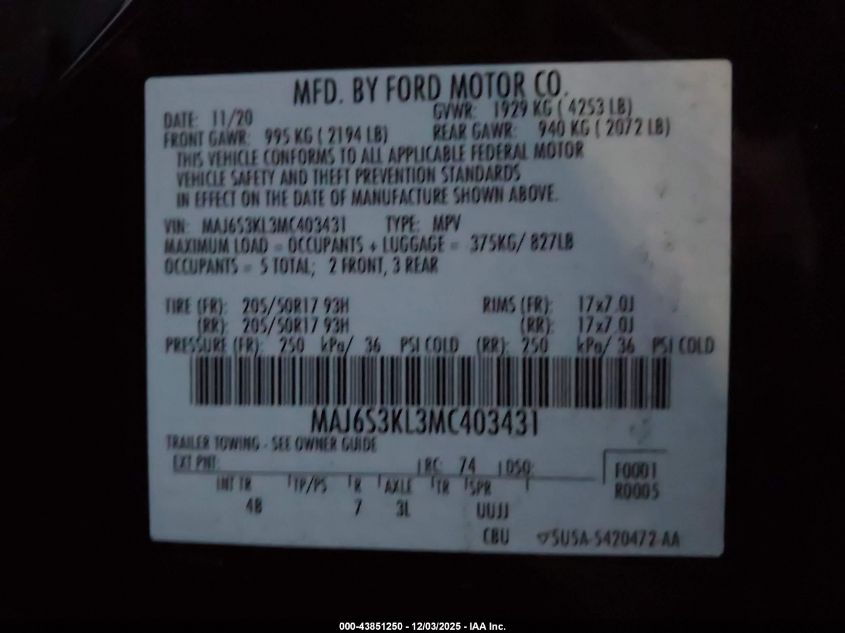 MFD. BY FORD MOTOR CO.
DATE: 11/20 GVWR: 1929 KG ( 4253 LB)
FRONT GAWR: 995 KG ( 2194 LB) REAR GAWR: 940 KG ( 2072 LB)
THIS VEHICLE CONFORMS TO ALL APPLICABLE FEDERAL MOTOR
VEHICLE SAFETY AND THEFT PREVENTION STANDARDS
IN EFFECT ON THE DATE OF MANUFACTURE SHOWN ABOVE.
VIN: MAJ6S3KL3MC403431 TYPE: MPV
MAXIMUM LOAD = OCCUPANTS + LUGGAGE = 375KG/ 827LB
OCCUPANTS = 5 TOTAL; 2 FRONT, 3 REAR
TIRE (FR): 205/50R17 93H RIMS (FR): 17x7.0J
(RR): 205/50R17 93H (RR): 17x7.0J
PRESSURE (FR): 250 kPa/ 36 PSI COLD (RR): 250 kPa/ 36 PSI COLD
MAJ6S3KL3MC403431
TRAILER TOWING - SEE OWNER GUIDE
EXT PNT: RC: 74 DSO: F0001
INT TR TP/PS R AXLE TR SPR R0005
4B 7 3L UUJJ
CBU 5U5A-5420472-AA
000-43851250 - 12/03/2025 - IAA Inc.